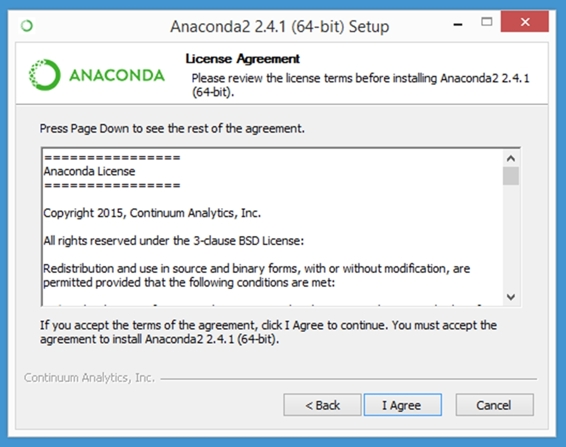 Anaconda2 2.4.1 (64-bit) Setup
ANACONDA
License Agreement
Please review the license terms before installing Anaconda2 2.4.1
(64-bit).
Press Page Down to see the rest of the agreement.
================
Anaconda License
================
Copyright 2015, Continuum Analytics, Inc.
All rights reserved under the 3-clause BSD License:
Redistribution and use in source and binary forms, with or without modification, are
permitted provided that the following conditions are met:
If you accept the terms of the agreement, click I Agree to continue. You must accept the
agreement to install Anaconda2 2.4.1 (64-bit).
Continuum Analytics, Inc.
< Back
I Agree
Cancel